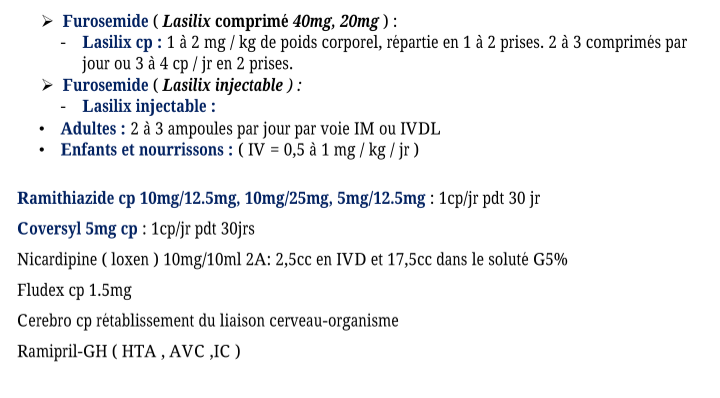 ➢ Furosemide ( Lasilix comprimé 40mg, 20mg ) :
- Lasilix cp : 1 à 2 mg / kg de poids corporel, répartie en 1 à 2 prises. 2 à 3 comprimés par
jour ou 3 à 4 cp / jr en 2 prises.
➢ Furosemide ( Lasilix injectable ) :
- Lasilix injectable :
• Adultes : 2 à 3 ampoules par jour par voie IM ou IVDL
• Enfants et nourrissons : ( IV = 0,5 à 1 mg / kg / jr )
Ramithiazide cp 10mg/12.5mg, 10mg/25mg, 5mg/12.5mg : 1cp/jr pdt 30 jr
Coversyl 5mg cp : 1cp/jr pdt 30jrs
Nicardipine ( loxen ) 10mg/10ml 2A: 2,5cc en IVD et 17,5cc dans le soluté G5%
Fludex cp 1.5mg
Cerebro cp rétablissement du liaison cerveau-organisme
Ramipril-GH ( HTA , AVC ,IC )